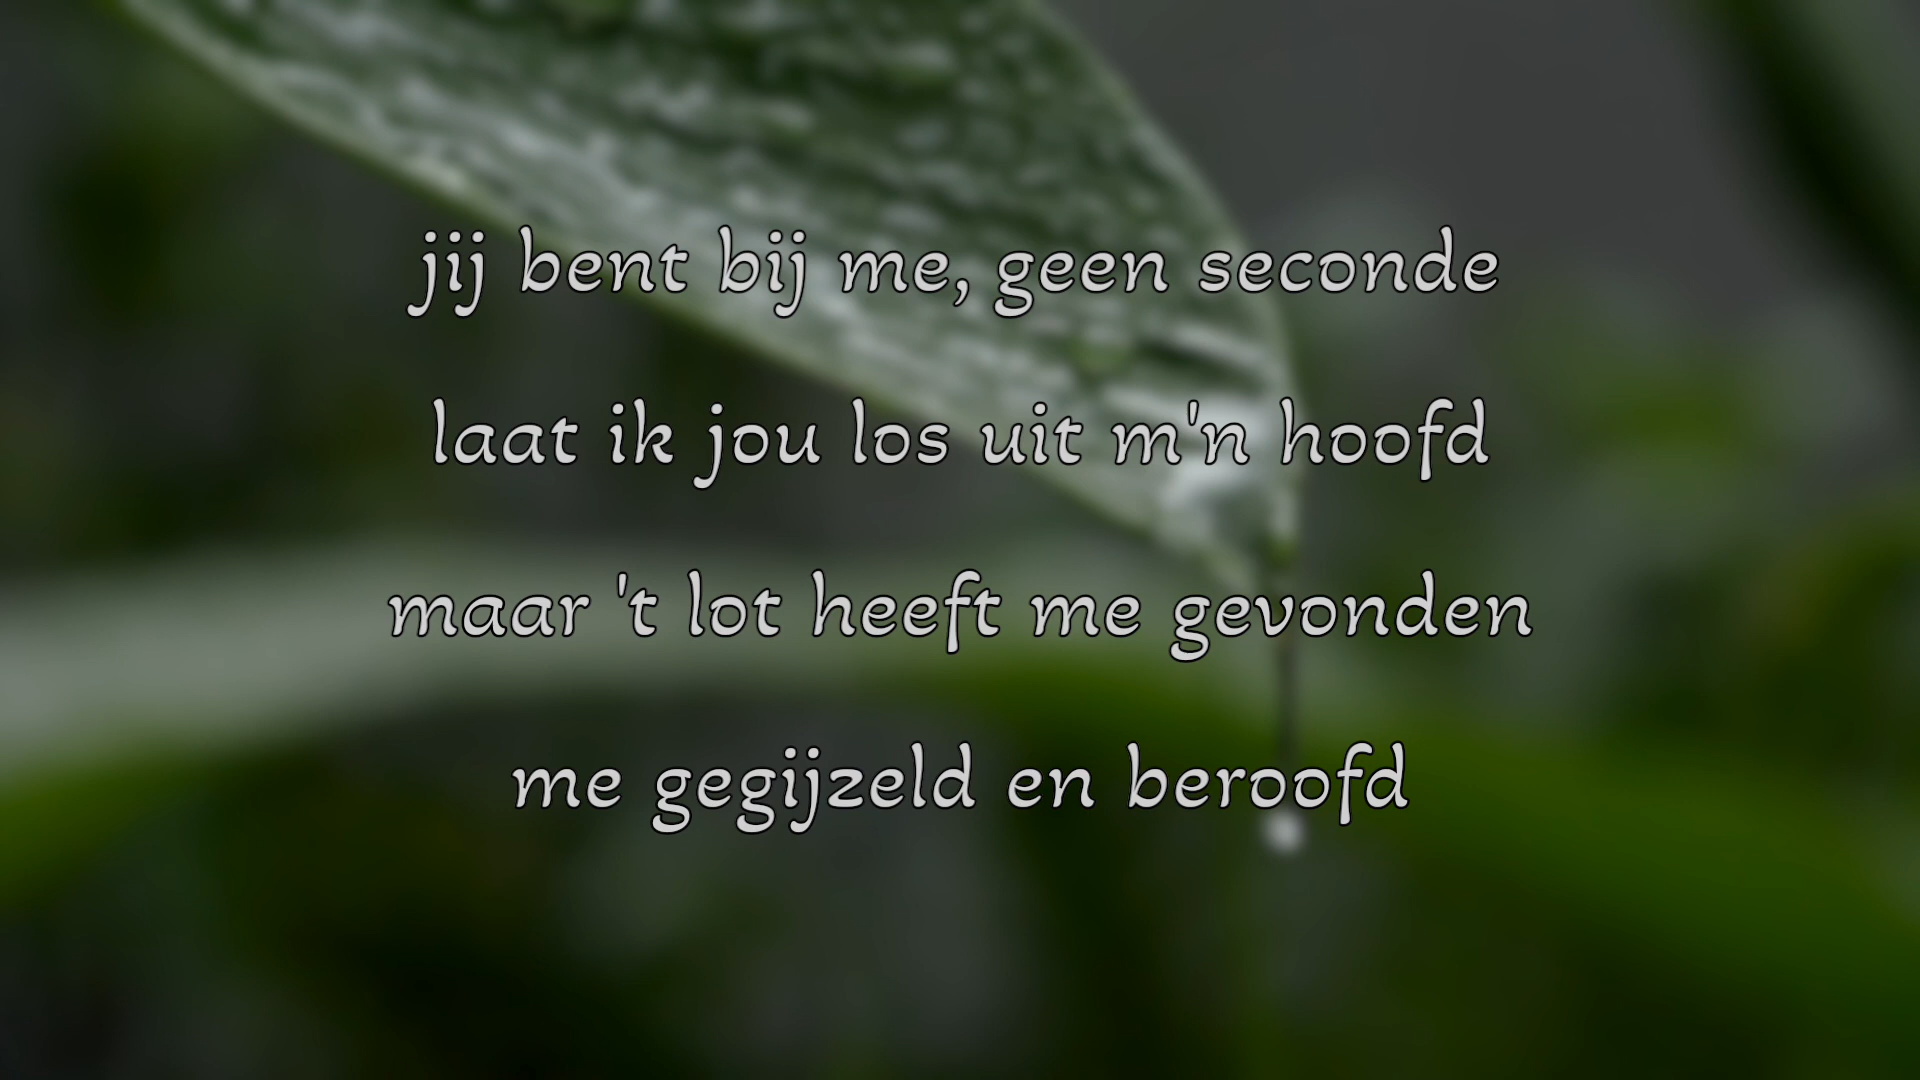 jij bent bij me, geen seconde
laat ik jou los uit m'n hoofd
maar 't lot heeft me gevonden
me gegijzeld en beroofd